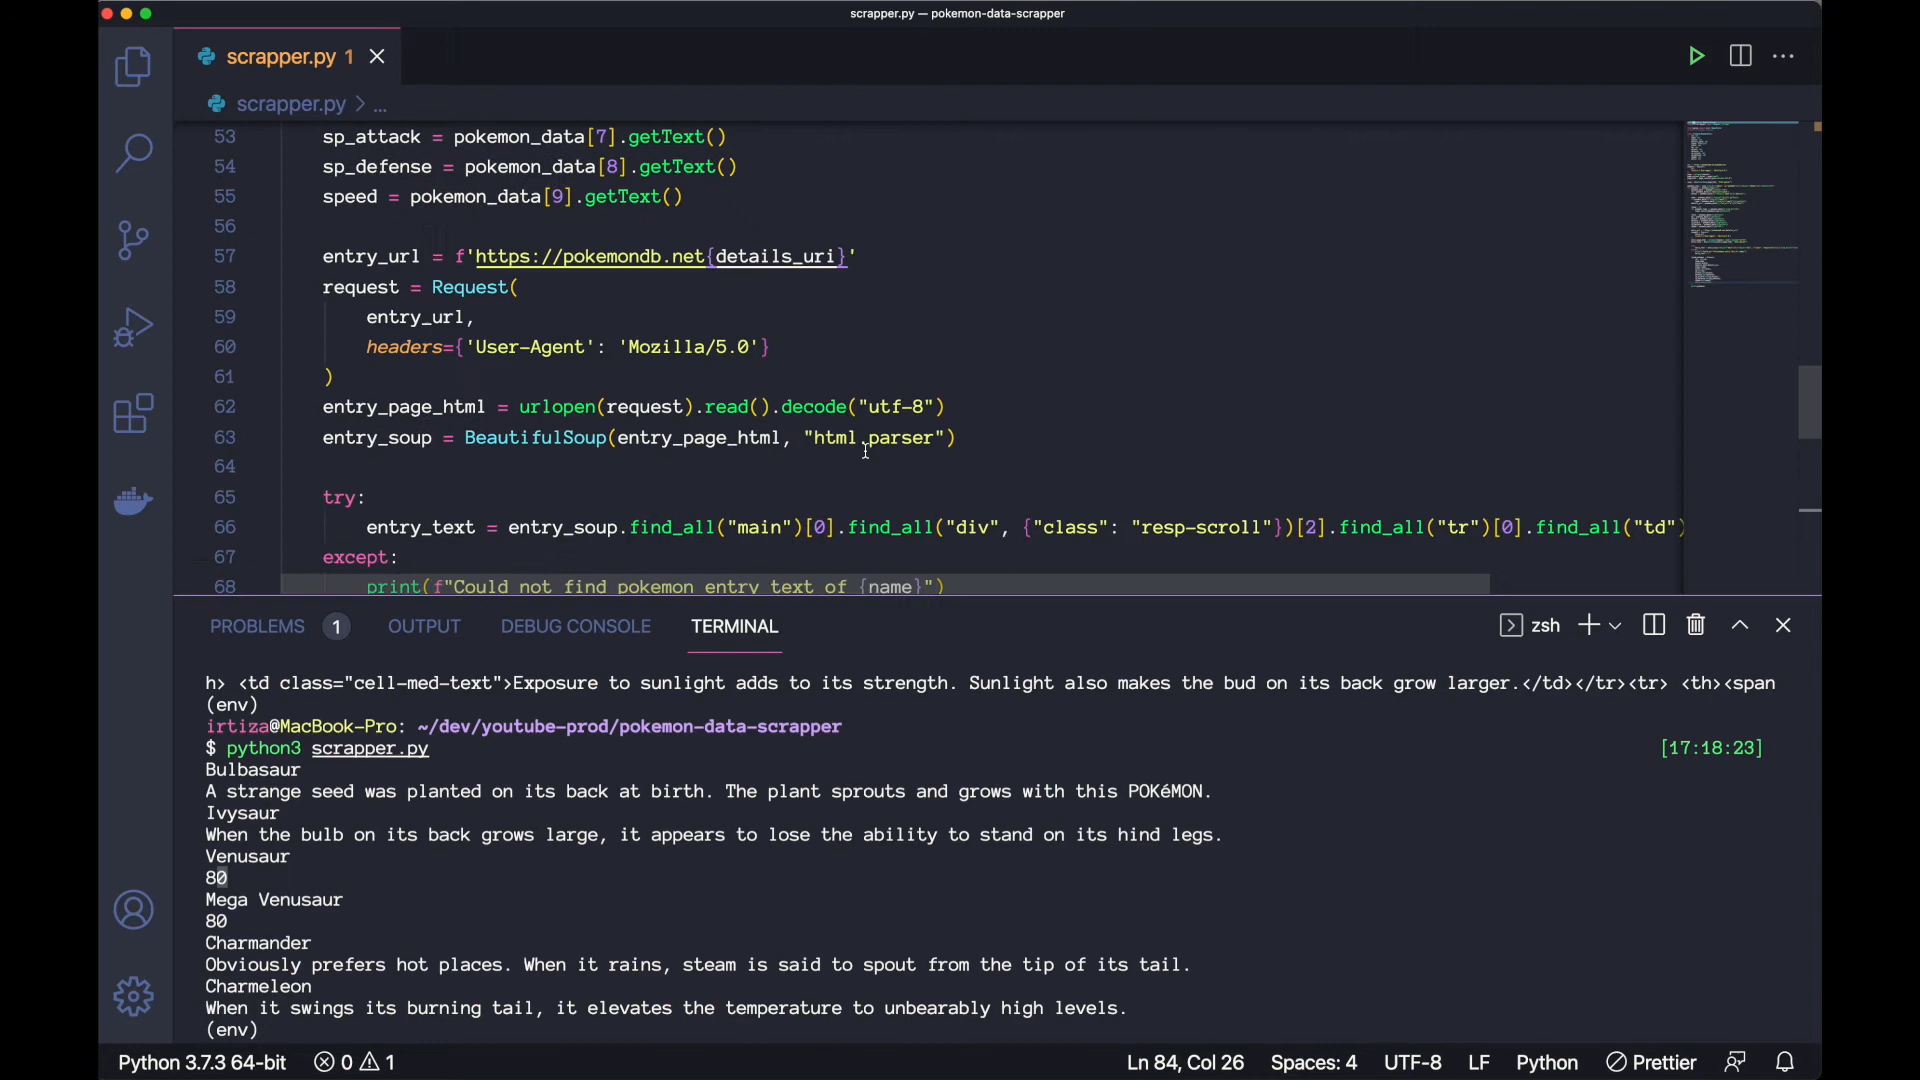 scrapper.py — pokemon-data-scrapper
scrapper.py 1
scrapper.py > ...
53 sp_attack = pokemon_data[7].getText()
54 sp_defense = pokemon_data[8].getText()
55 speed = pokemon_data[9].getText()
56
57 entry_url = f'https://pokemondb.net{details_uri}'
58 request = Request(
59 entry_url,
60 headers={'User-Agent': 'Mozilla/5.0'}
61 )
62 entry_page_html = urlopen(request).read().decode("utf-8")
63 entry_soup = BeautifulSoup(entry_page_html, "html.parser")
64
65 try:
66 entry_text = entry_soup.find_all("main")[0].find_all("div", {"class": "resp-scroll"})[2].find_all("tr")[0].find_all("td")
67 except:
68 print(f"Could not find pokemon entry text of {name}")
PROBLEMS 1 OUTPUT DEBUG CONSOLE TERMINAL zsh
h> <td class="cell-med-text">Exposure to sunlight adds to its strength. Sunlight also makes the bud on its back grow larger.</td></tr><tr> <th><span
(env)
irtiza@MacBook-Pro: ~/dev/youtube-prod/pokemon-data-scrapper
$ python3 scrapper.py [17:18:23]
Bulbasaur
A strange seed was planted on its back at birth. The plant sprouts and grows with this POKéMON.
Ivysaur
When the bulb on its back grows large, it appears to lose the ability to stand on its hind legs.
Venusaur
80
Mega Venusaur
80
Charmander
Obviously prefers hot places. When it rains, steam is said to spout from the tip of its tail.
Charmeleon
When it swings its burning tail, it elevates the temperature to unbearably high levels.
(env)
Python 3.7.3 64-bit 0 1 Ln 84, Col 26 Spaces: 4 UTF-8 LF Python Prettier